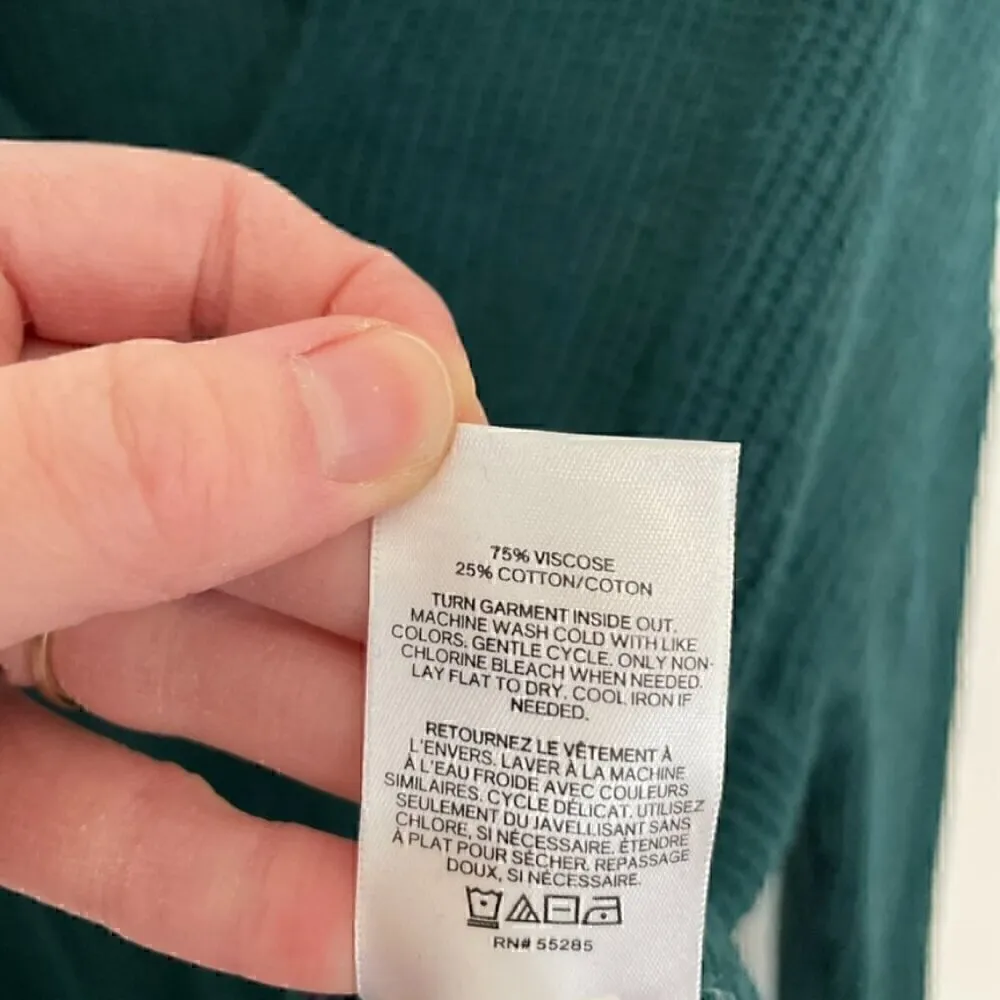 75% VISCOSE
25% COTTON/COTON
TURN GARMENT INSIDE OUT.
MACHINE WASH COLD WITH LIKE
COLORS. GENTLE CYCLE. ONLY NON-
CHLORINE BLEACH WHEN NEEDED.
LAY FLAT TO DRY. COOL IRON IF
NEEDED.
RETOURNEZ LE VÊTEMENT À
L'ENVERS. LAVER À LA MACHINE
À L'EAU FROIDE AVEC COULEURS
SIMILAIRES. CYCLE DÉLICAT. UTILISEZ
SEULEMENT DU JAVELLISANT SANS
CHLORE, SI NÉCESSAIRE. ÉTENDRE
À PLAT POUR SÉCHER. REPASSAGE
DOUX, SI NÉCESSAIRE.
RN# 55285